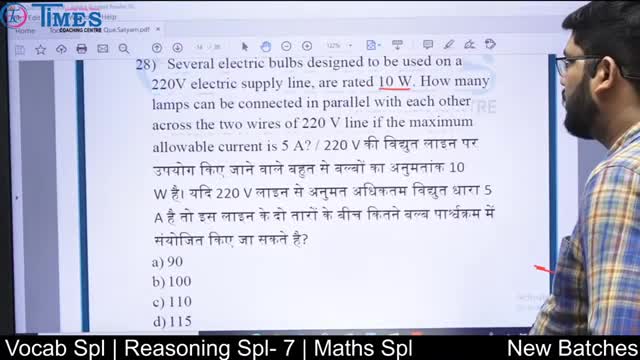 TIMES
COACHING CENTRE
Que.Satyam.pdf
Home
28) Several electric bulbs designed to be used on a
220V electric supply line, are rated 10 W. How many
lamps can be connected in parallel with each other
across the two wires of 220 V line if the maximum
allowable current is 5 A? / 220 V की विद्युत लाइन पर
उपयोग किए जाने वाले बहुत से बल्बों का अनुमतांक 10
W है। यदि 220 V लाइन से अनुमत अधिकतम विद्युत धारा 5
A है तो इस लाइन के दो तारों के बीच कितने बल्ब पार्श्वक्रम में
संयोजित किए जा सकते है?
a) 90
b) 100
c) 110
d) 115
Vocab Spl | Reasoning Spl- 7 | Maths Spl
New Batches